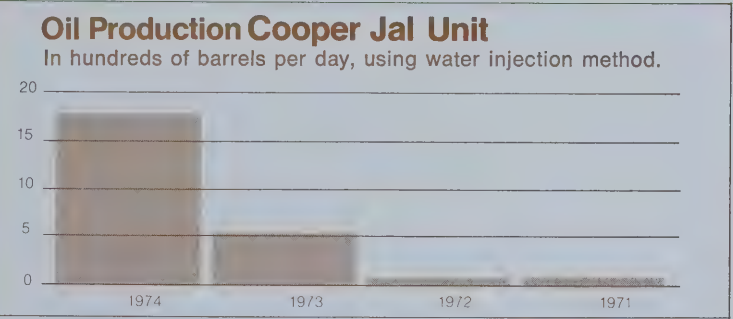 Oil Production Cooper Jal Unit
In hundreds of barrels per day, using water injection method.
20
15
10
5
0
1974 1973 1972 1971